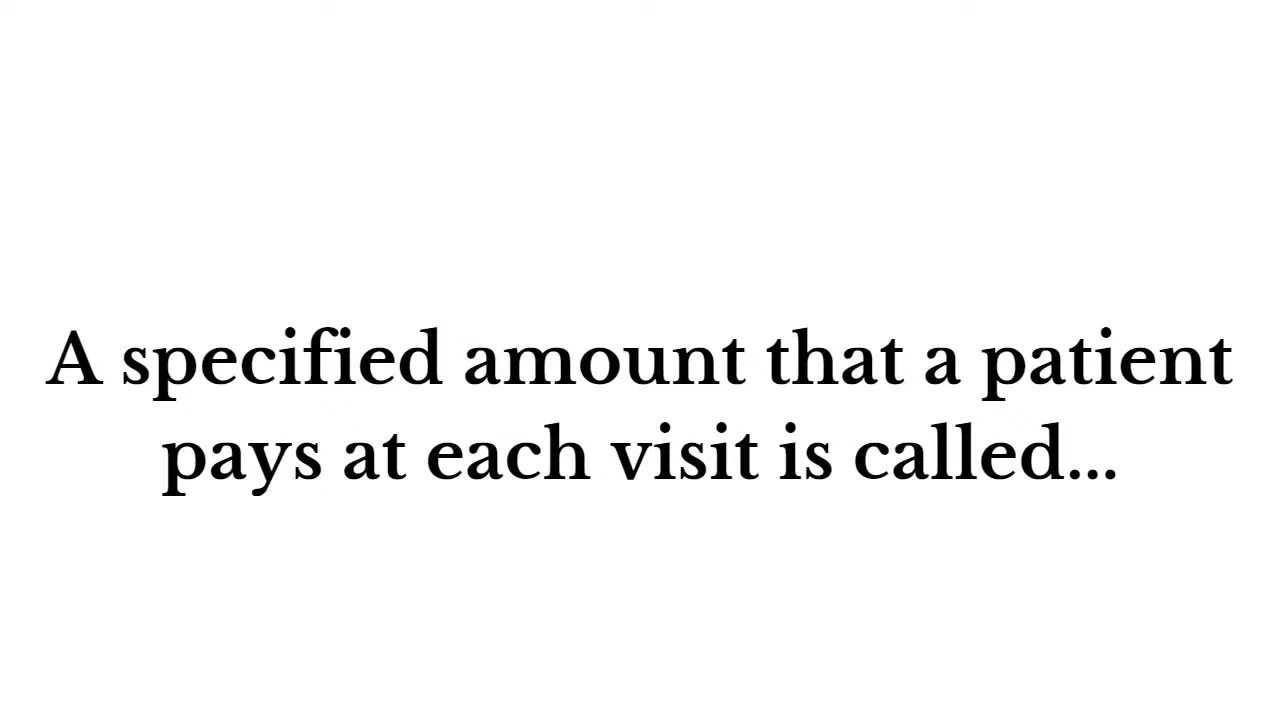 A specified amount that a patient
pays at each visit is called...